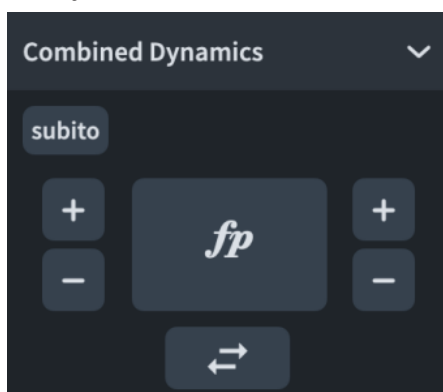 Combined Dynamics
subito
+ +
fp
− −